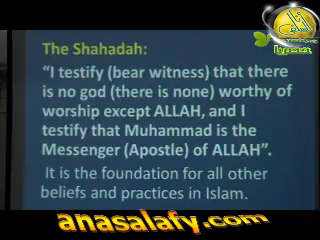 The Shahadah:
“I testify (bear witness) that there
is no god (there is none) worthy of
worship except ALLAH, and I
testify that Muhammad is the
Messenger (Apostle) of ALLAH”.
It is the foundation for all other
beliefs and practices in Islam.
anasalafy.com